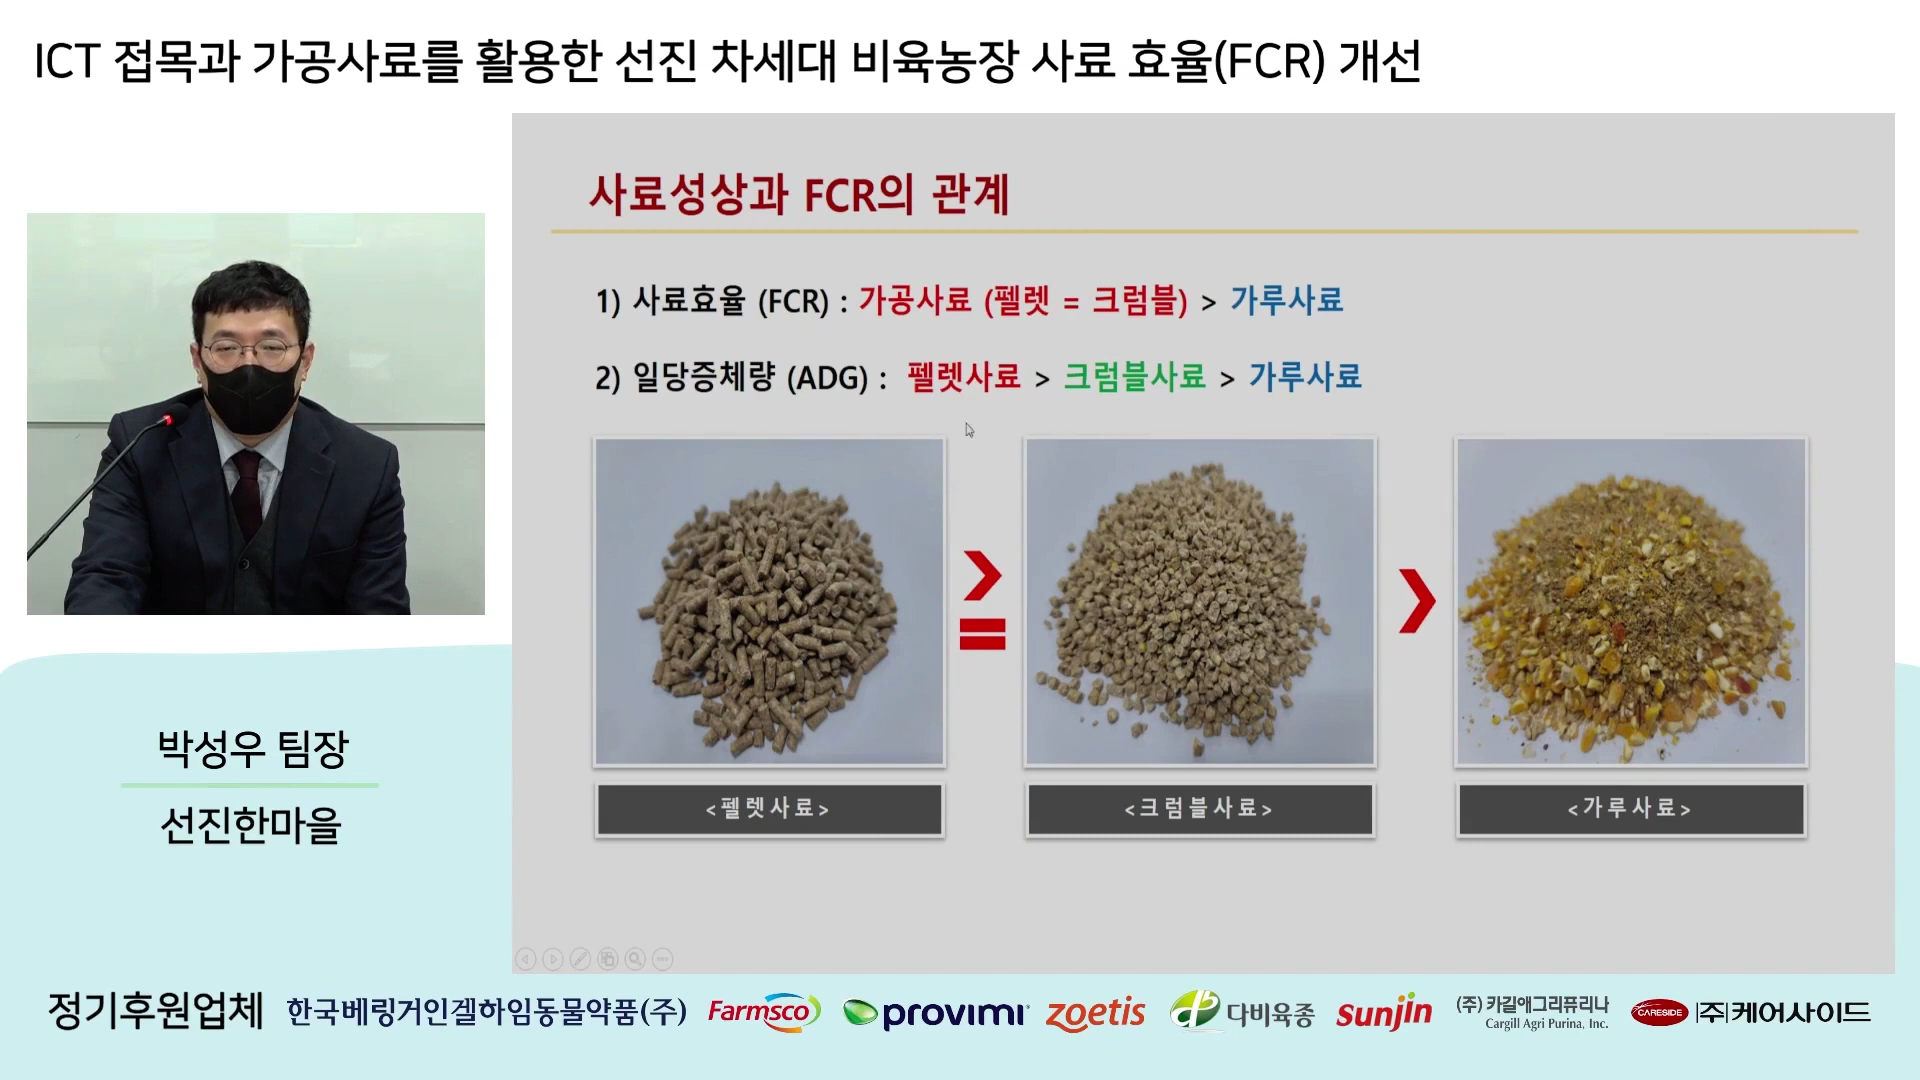 ICT 접목과 가공사료를 활용한 선진 차세대 비육농장 사료 효율(FCR) 개선
사료성상과 FCR의 관계
1) 사료효율 (FCR) : 가공사료 (펠렛 = 크럼블) > 가루사료
2) 일당증체량 (ADG) : 펠렛사료 > 크럼블사료 > 가루사료
<펠렛사료>
<크럼블사료>
<가루사료>
박성우 팀장
선진한마을
정기후원업체
한국베링거인겔하임동물약품(주)
Farmsco
provimi
zoetis
다비육종
sunjin
(주) 카길애그리퓨리나
Cargill Agri Purina, Inc.
CARESIDE
(주)케어사이드